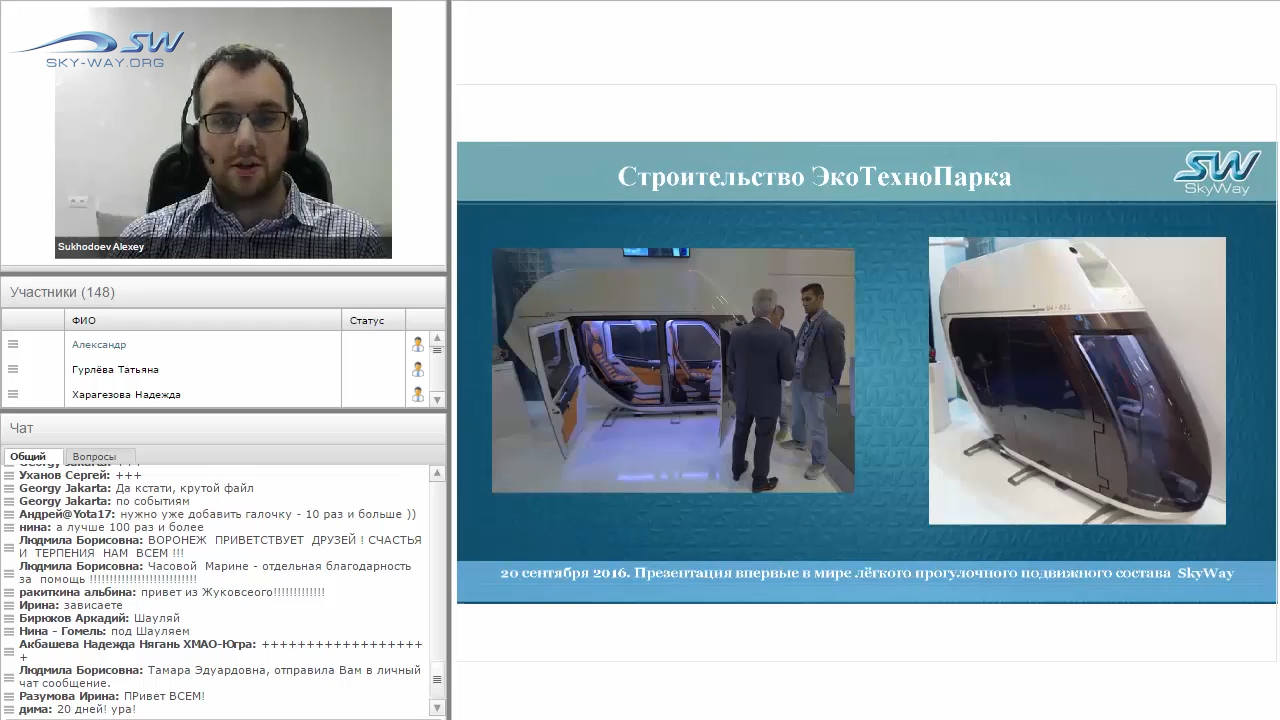 SW
SKY-WAY.ORG
Sukhodoev Alexey
Участники (148)
ФИО
Статус
Александр
Гурлёва Татьяна
Харагезова Надежда
Чат
Общий
Вопросы
Georgy Jakarta: +++
Уханов Сергей: +++
Georgy Jakarta: Да кстати, крутой файл
Georgy Jakarta: по событиям
Андрей@Yota17: нужно уже добавить галочку - 10 раз и больше ))
нина: а лучше 100 раз и более
Людмила Борисовна: ВОРОНЕЖ ПРИВЕТСТВУЕТ ДРУЗЕЙ ! СЧАСТЬЯ
И ТЕРПЕНИЯ НАМ ВСЕМ !!!
Людмила Борисовна: Часовой Марине - отдельная благодарность
за помощь !!!!!!!!!!!!!!!!!!!!!!!!!!!
ракиткина альбина: привет из Жуковсеого!!!!!!!!!!!!!
Ирина: зависаете
Бирюков Аркадий: Шауляй
Нина - Гомель: под Шауляем
Акбашева Надежда Нягань ХМАО-Югра: ++++++++++++++++++
+
Людмила Борисовна: Тамара Эдуардовна, отправила Вам в личный
чат сообщение.
Разумова Ирина: ПРивет ВСЕМ!
дима: 20 дней! ура!
Строительство ЭкоТехноПарка
SW
SkyWay
20 сентября 2016. Презентация впервые в мире лёгкого прогулочного подвижного состава SkyWay